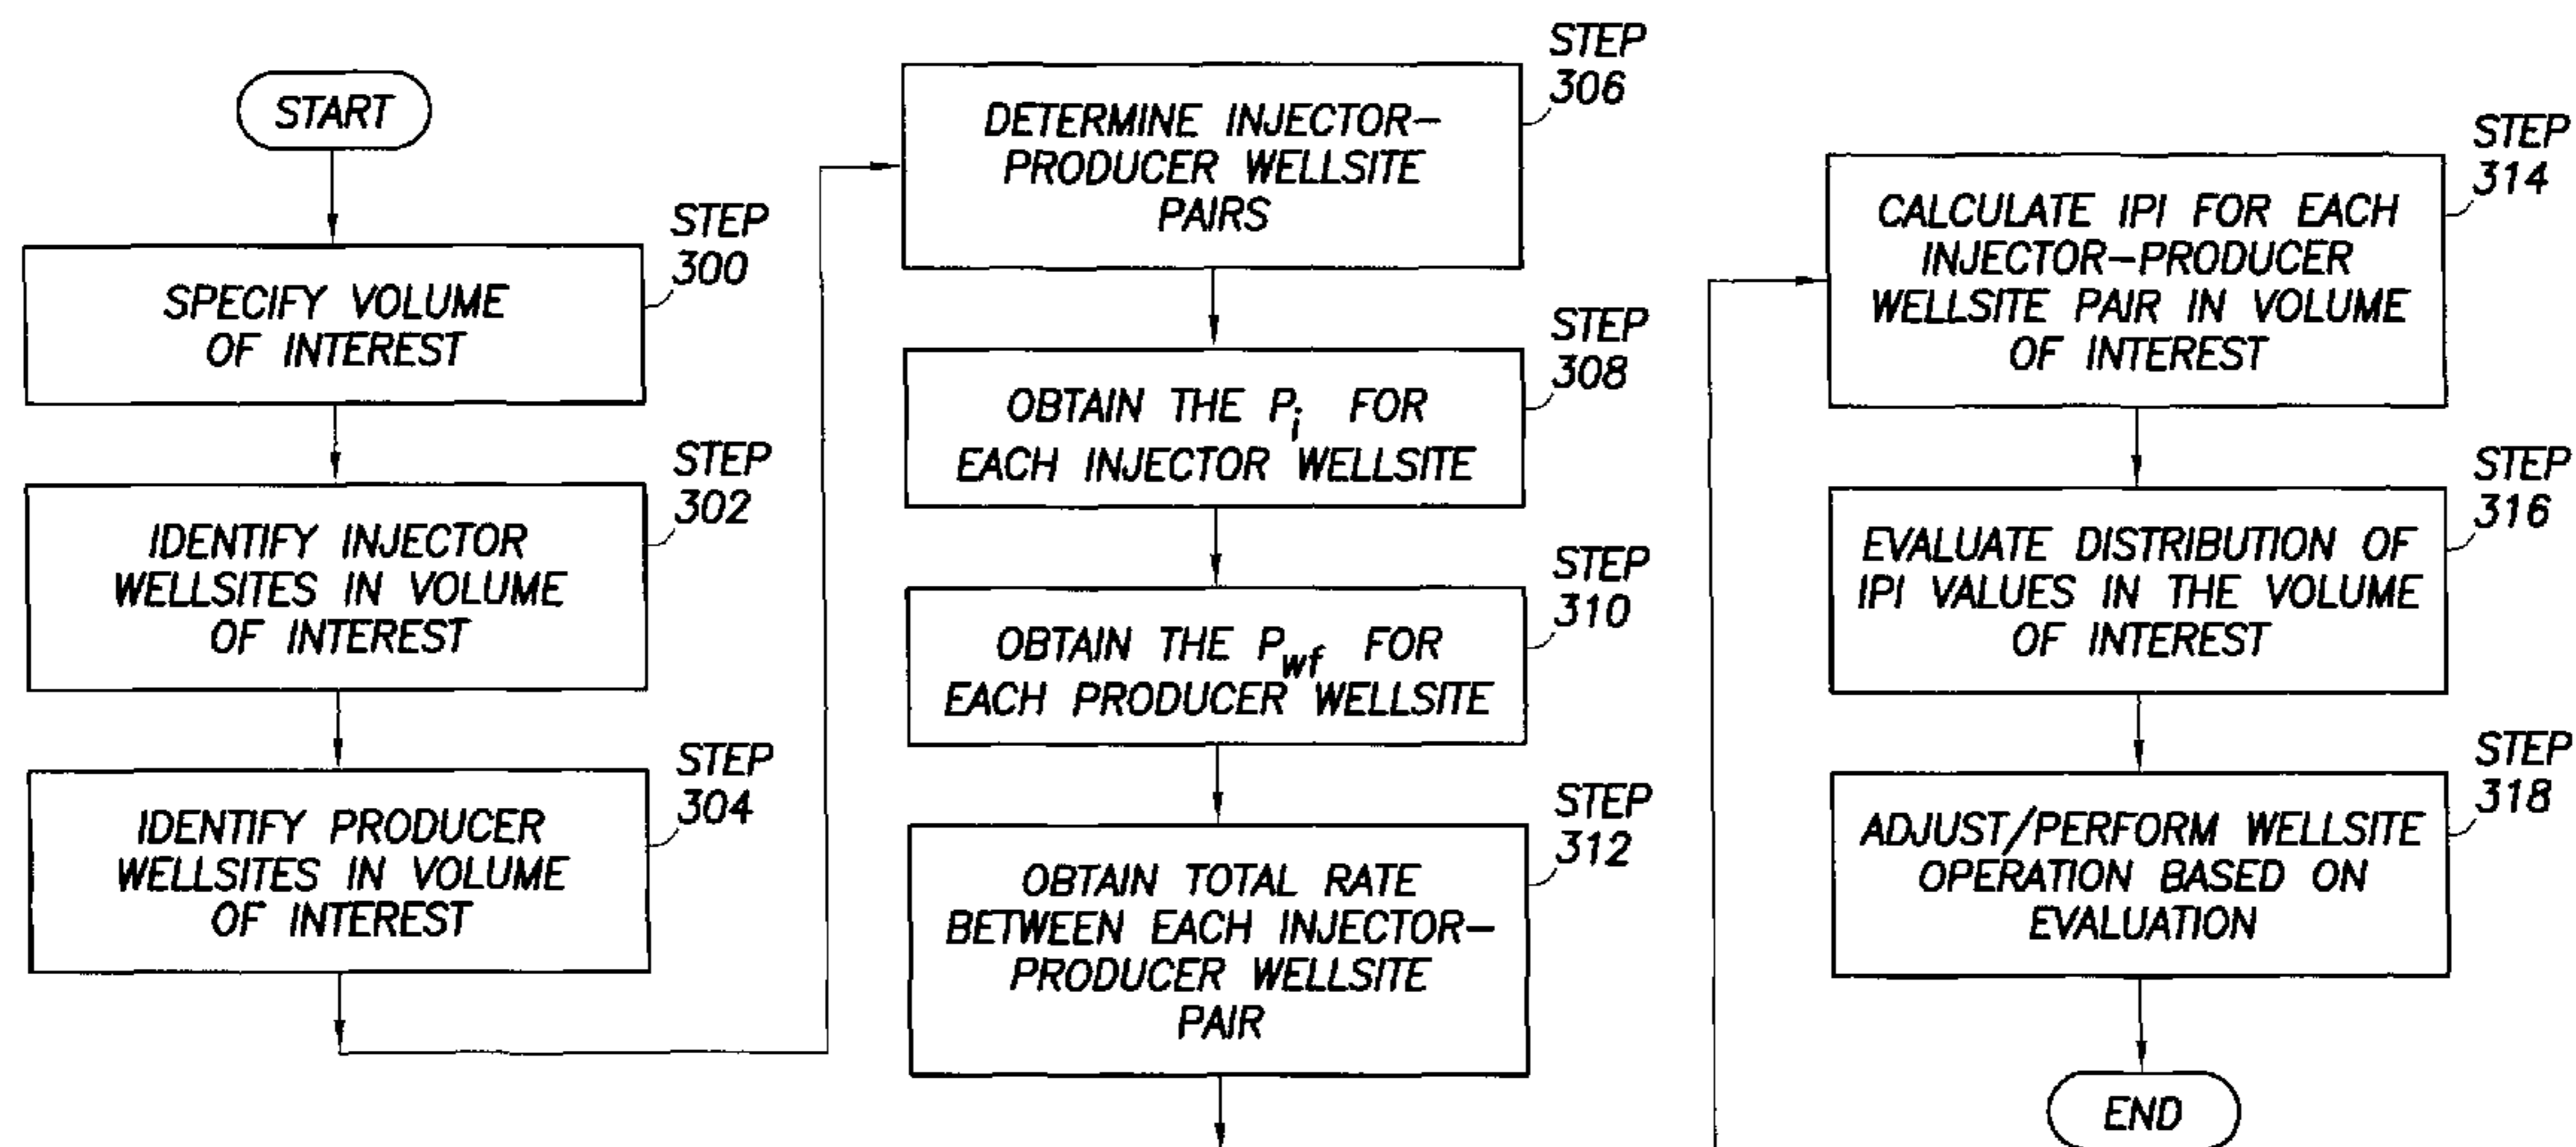 START
STEP
300
SPECIFY VOLUME
OF INTEREST
STEP
302
IDENTIFY INJECTOR
WELLSITES IN VOLUME
OF INTEREST
STEP
304
IDENTIFY PRODUCER
WELLSITES IN VOLUME
OF INTEREST
STEP
306
DETERMINE INJECTOR–
PRODUCER WELLSITE
PAIRS
STEP
308
OBTAIN THE Pi FOR
EACH INJECTOR WELLSITE
STEP
310
OBTAIN THE Pwf FOR
EACH PRODUCER WELLSITE
STEP
312
OBTAIN TOTAL RATE
BETWEEN EACH INJECTOR–
PRODUCER WELLSITE
PAIR
STEP
314
CALCULATE IPI FOR EACH
INJECTOR–PRODUCER
WELLSITE PAIR IN VOLUME
OF INTEREST
STEP
316
EVALUATE DISTRIBUTION OF
IPI VALUES IN THE VOLUME
OF INTEREST
STEP
318
ADJUST/PERFORM WELLSITE
OPERATION BASED ON
EVALUATION
END